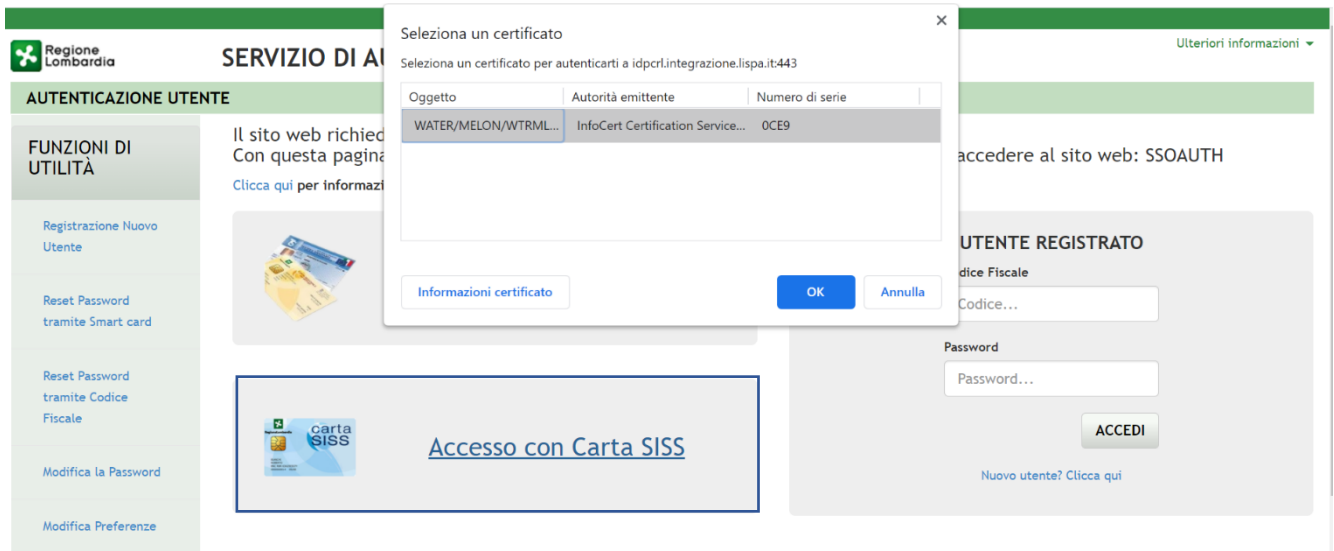 Seleziona un certificato
Seleziona un certificato per autenticarti a idpcrl.integrazione.lispa.it:443
Oggetto Autorità emittente Numero di serie
WATER/MELON/WTRML... InfoCert Certification Service... 0CE9
Informazioni certificato OK Annulla
Ulteriori informazioni
Regione
Lombardia
SERVIZIO DI
AUTENTICAZIONE UTENTE
FUNZIONI DI
UTILITÀ
Registrazione Nuovo
Utente
Reset Password
tramite Smart card
Reset Password
tramite Codice
Fiscale
Modifica la Password
Modifica Preferenze
Il sito web
Con questa pagina accedere al sito web: SSOAUTH
Clicca qui per
carta
SISS
Accesso con Carta SISS
UTENTE REGISTRATO
Fiscale
Codice...
Password
Password...
ACCEDI
Nuovo utente? Clicca qui